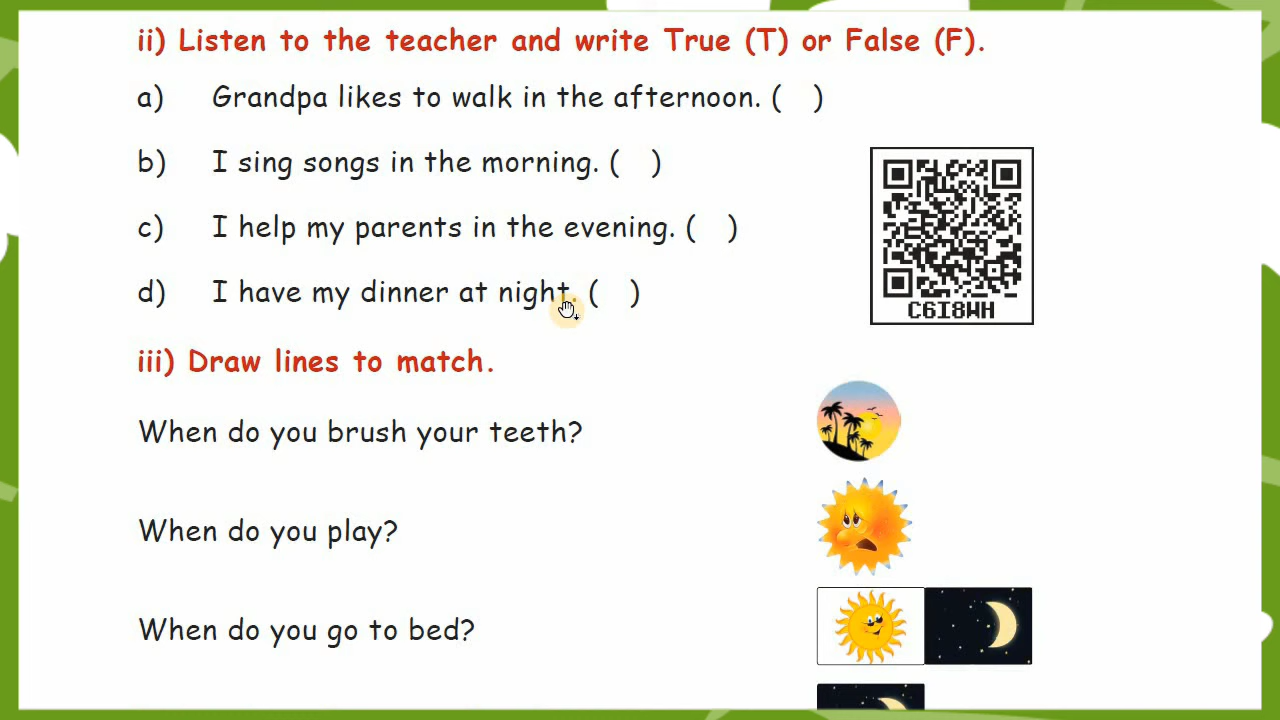 ii) Listen to the teacher and write True (T) or False (F).
a) Grandpa likes to walk in the afternoon. ( )
b) I sing songs in the morning. ( )
c) I help my parents in the evening. ( )
d) I have my dinner at night. ( )
C6I8WH
iii) Draw lines to match.
When do you brush your teeth?
When do you play?
When do you go to bed?